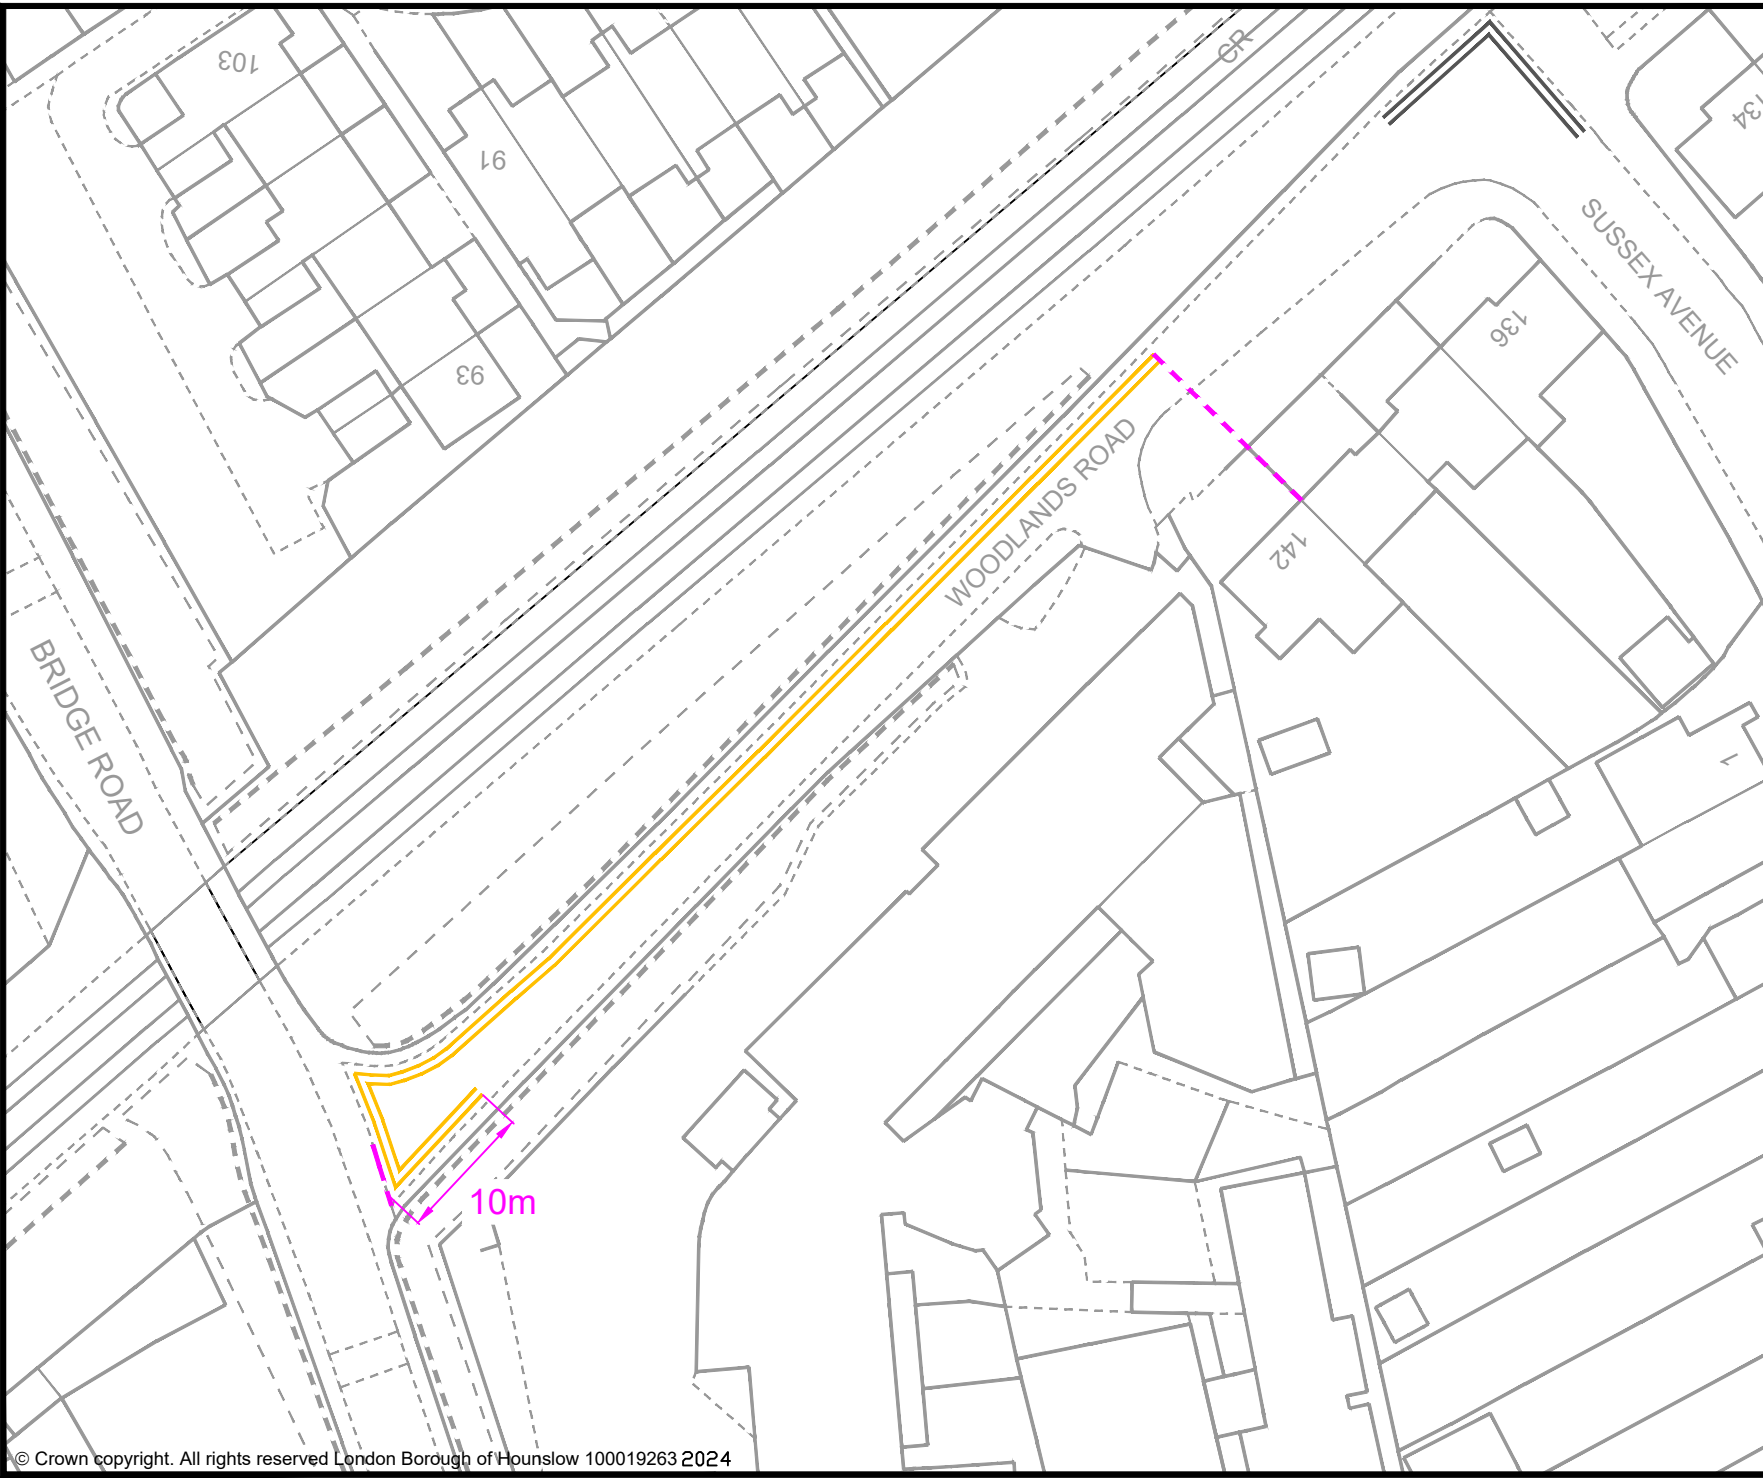 103
CR
134
91
SUSSEX AVENUE
136
93
WOODLANDS ROAD
142
BRIDGE ROAD
1
10m
© Crown copyright. All rights reserved London Borough of Hounslow 100019263 2024